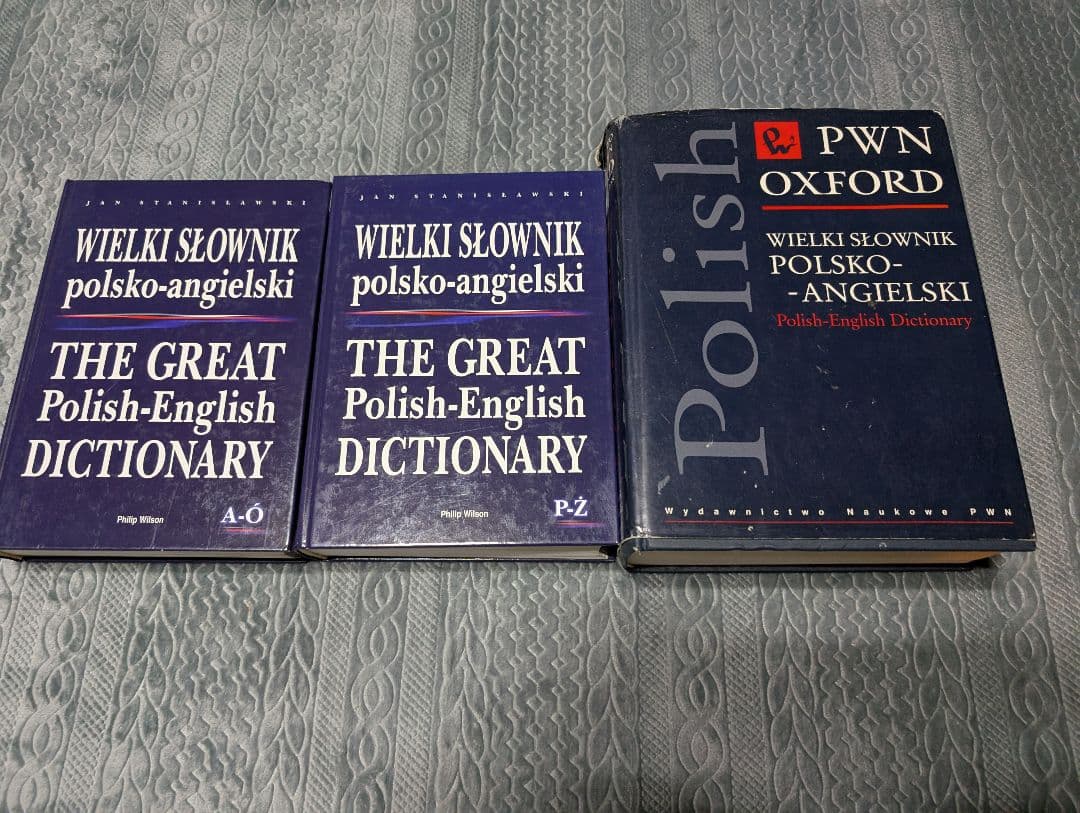 JAN STANISŁAWSKI
WIELKI SŁOWNIK
polsko-angielski
THE GREAT
Polish-English
DICTIONARY
Philip Wilson
A-Ó
JAN STANISŁAWSKI
WIELKI SŁOWNIK
polsko-angielski
THE GREAT
Polish-English
DICTIONARY
Philip Wilson
P-Ż
Polish
PWN
OXFORD
WIELKI SŁOWNIK
POLSKO-
-ANGIELSKI
Polish-English Dictionary
Wydawnictwo Naukowe PWN